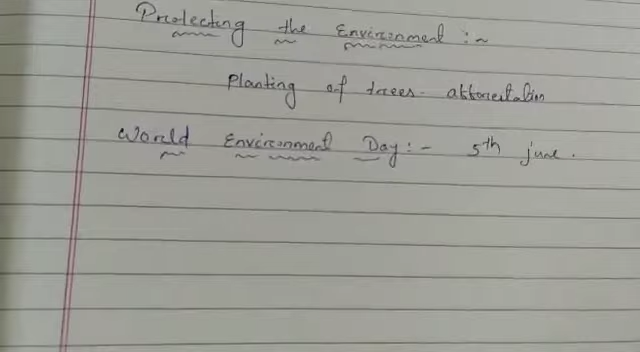 Protecting the Environment :~
Planting of trees - afforestation
World Environment Day :- 5th june.